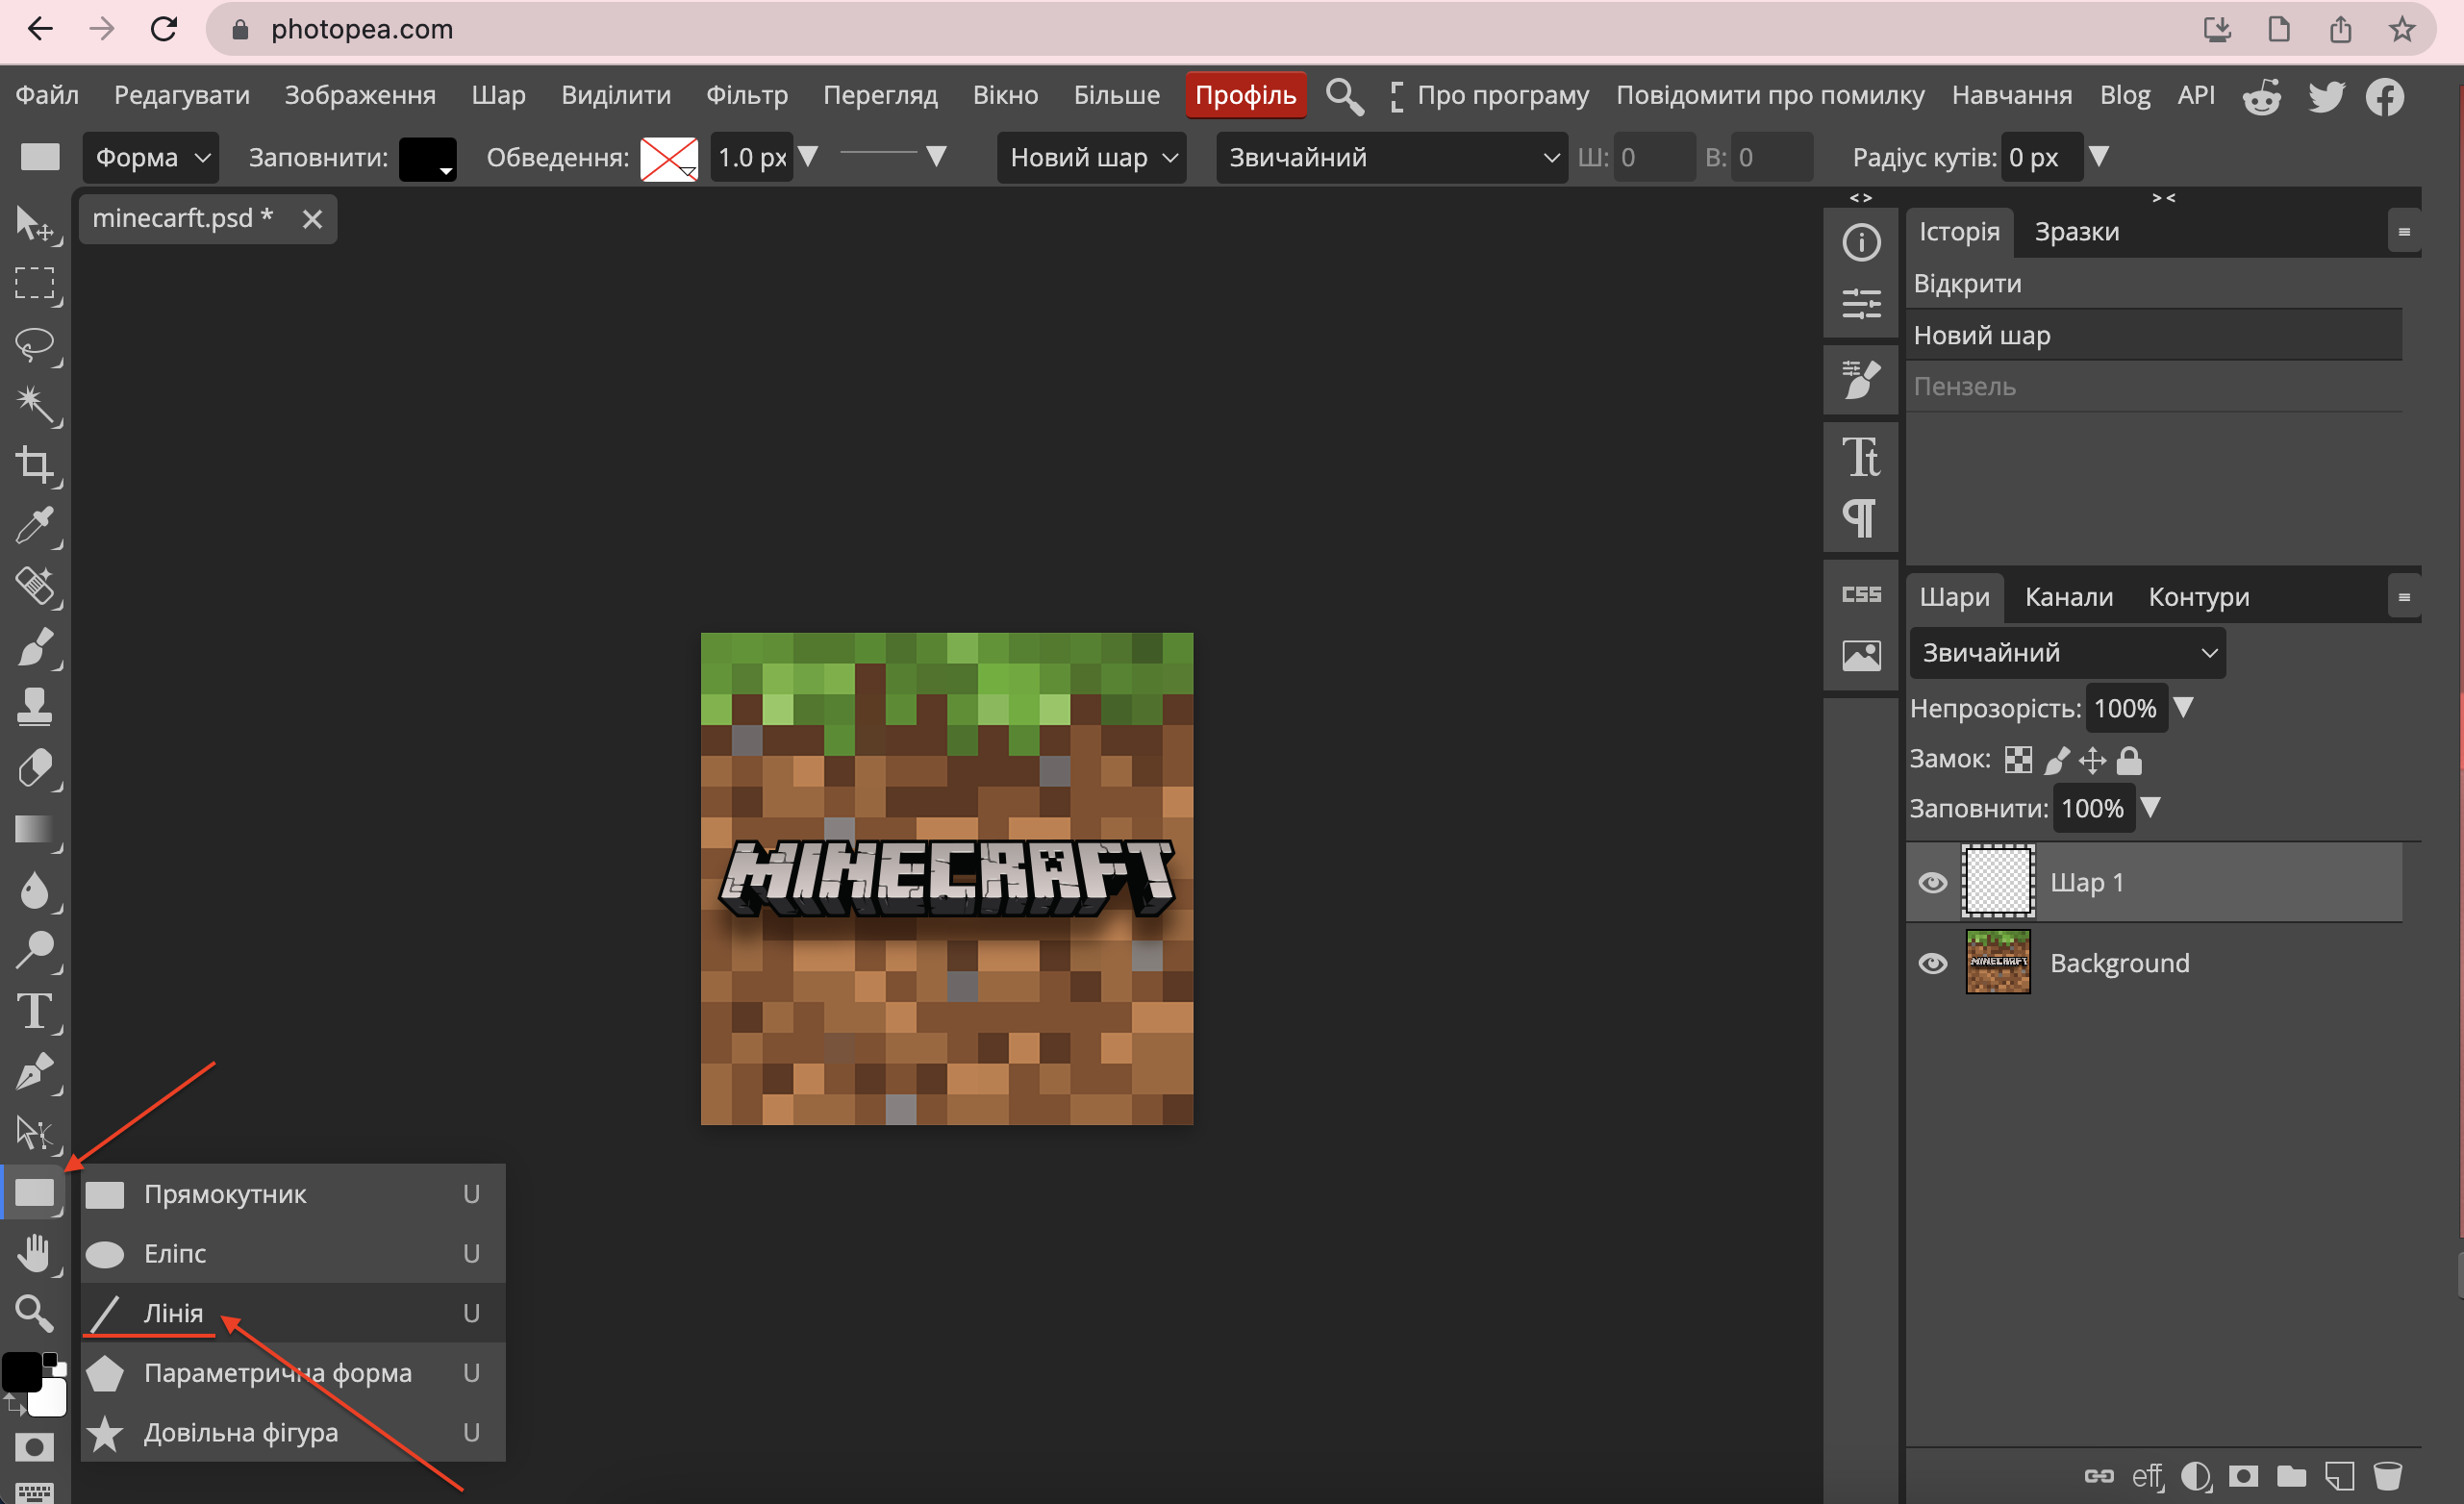 photopea.com
Файл Редагувати Зображення Шар Виділити Фільтр Перегляд Вікно Більше Профіль Про програму Повідомити про помилку Навчання Blog API
Форма Заповнити: Обведення: 1.0 px Новий шар Звичайний Ш: 0 В: 0 Радіус кутів: 0 px
minecarft.psd *
< >
> <
Історія Зразки
Відкрити
Новий шар
Пензель
CSS
Шари Канали Контури
Звичайний
Непрозорість: 100%
Замок:
Заповнити: 100%
Шар 1
Background
MINECRAFT
MINECRAFT
Прямокутник U
Еліпс U
Лінія U
Параметрична форма U
Довільна фігура U
eff